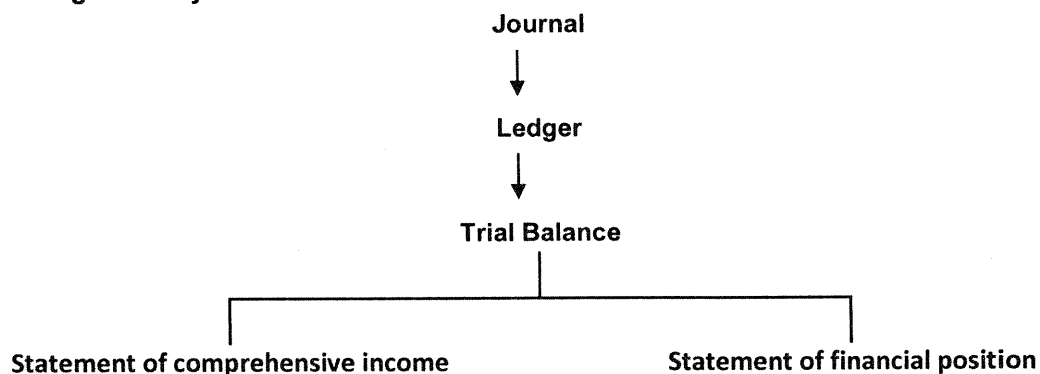 Journal
Ledger
Trial Balance
Statement of comprehensive income
Statement of financial position